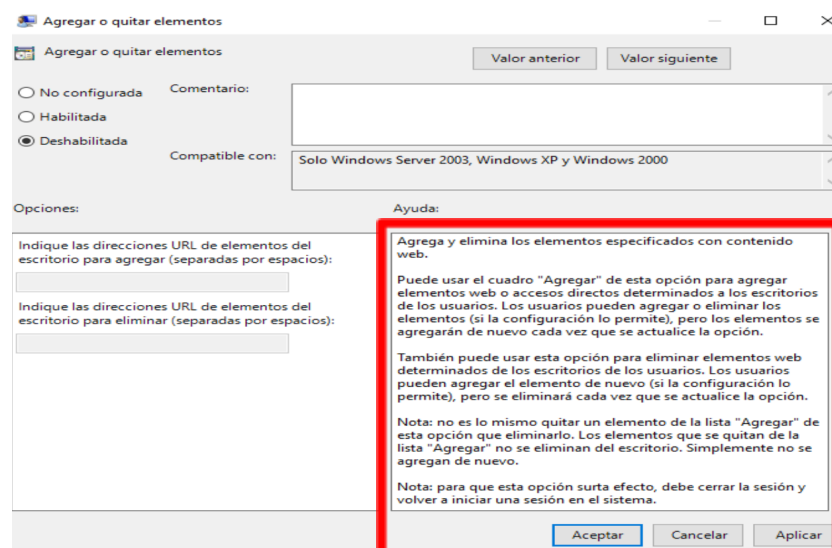 Agregar o quitar elementos
Agregar o quitar elementos
Valor anterior
Valor siguiente
No configurada
Habilitada
Deshabilitada
Comentario:
Compatible con:
Solo Windows Server 2003, Windows XP y Windows 2000
Opciones:
Ayuda:
Indique las direcciones URL de elementos del
escritorio para agregar (separadas por espacios):
Indique las direcciones URL de elementos del
escritorio para eliminar (separadas por espacios):
Agrega y elimina los elementos especificados con contenido
web.
Puede usar el cuadro "Agregar" de esta opción para agregar
elementos web o accesos directos determinados a los escritorios
de los usuarios. Los usuarios pueden agregar o eliminar los
elementos (si la configuración lo permite), pero los elementos se
agregarán de nuevo cada vez que se actualice la opción.
También puede usar esta opción para eliminar elementos web
determinados de los escritorios de los usuarios. Los usuarios
pueden agregar el elemento de nuevo (si la configuración lo
permite), pero se eliminará cada vez que se actualice la opción.
Nota: no es lo mismo quitar un elemento de la lista "Agregar" de
esta opción que eliminarlo. Los elementos que se quitan de la
lista "Agregar" no se eliminan del escritorio. Simplemente no se
agregan de nuevo.
Nota: para que esta opción surta efecto, debe cerrar la sesión y
volver a iniciar una sesión en el sistema.
Aceptar
Cancelar
Aplicar